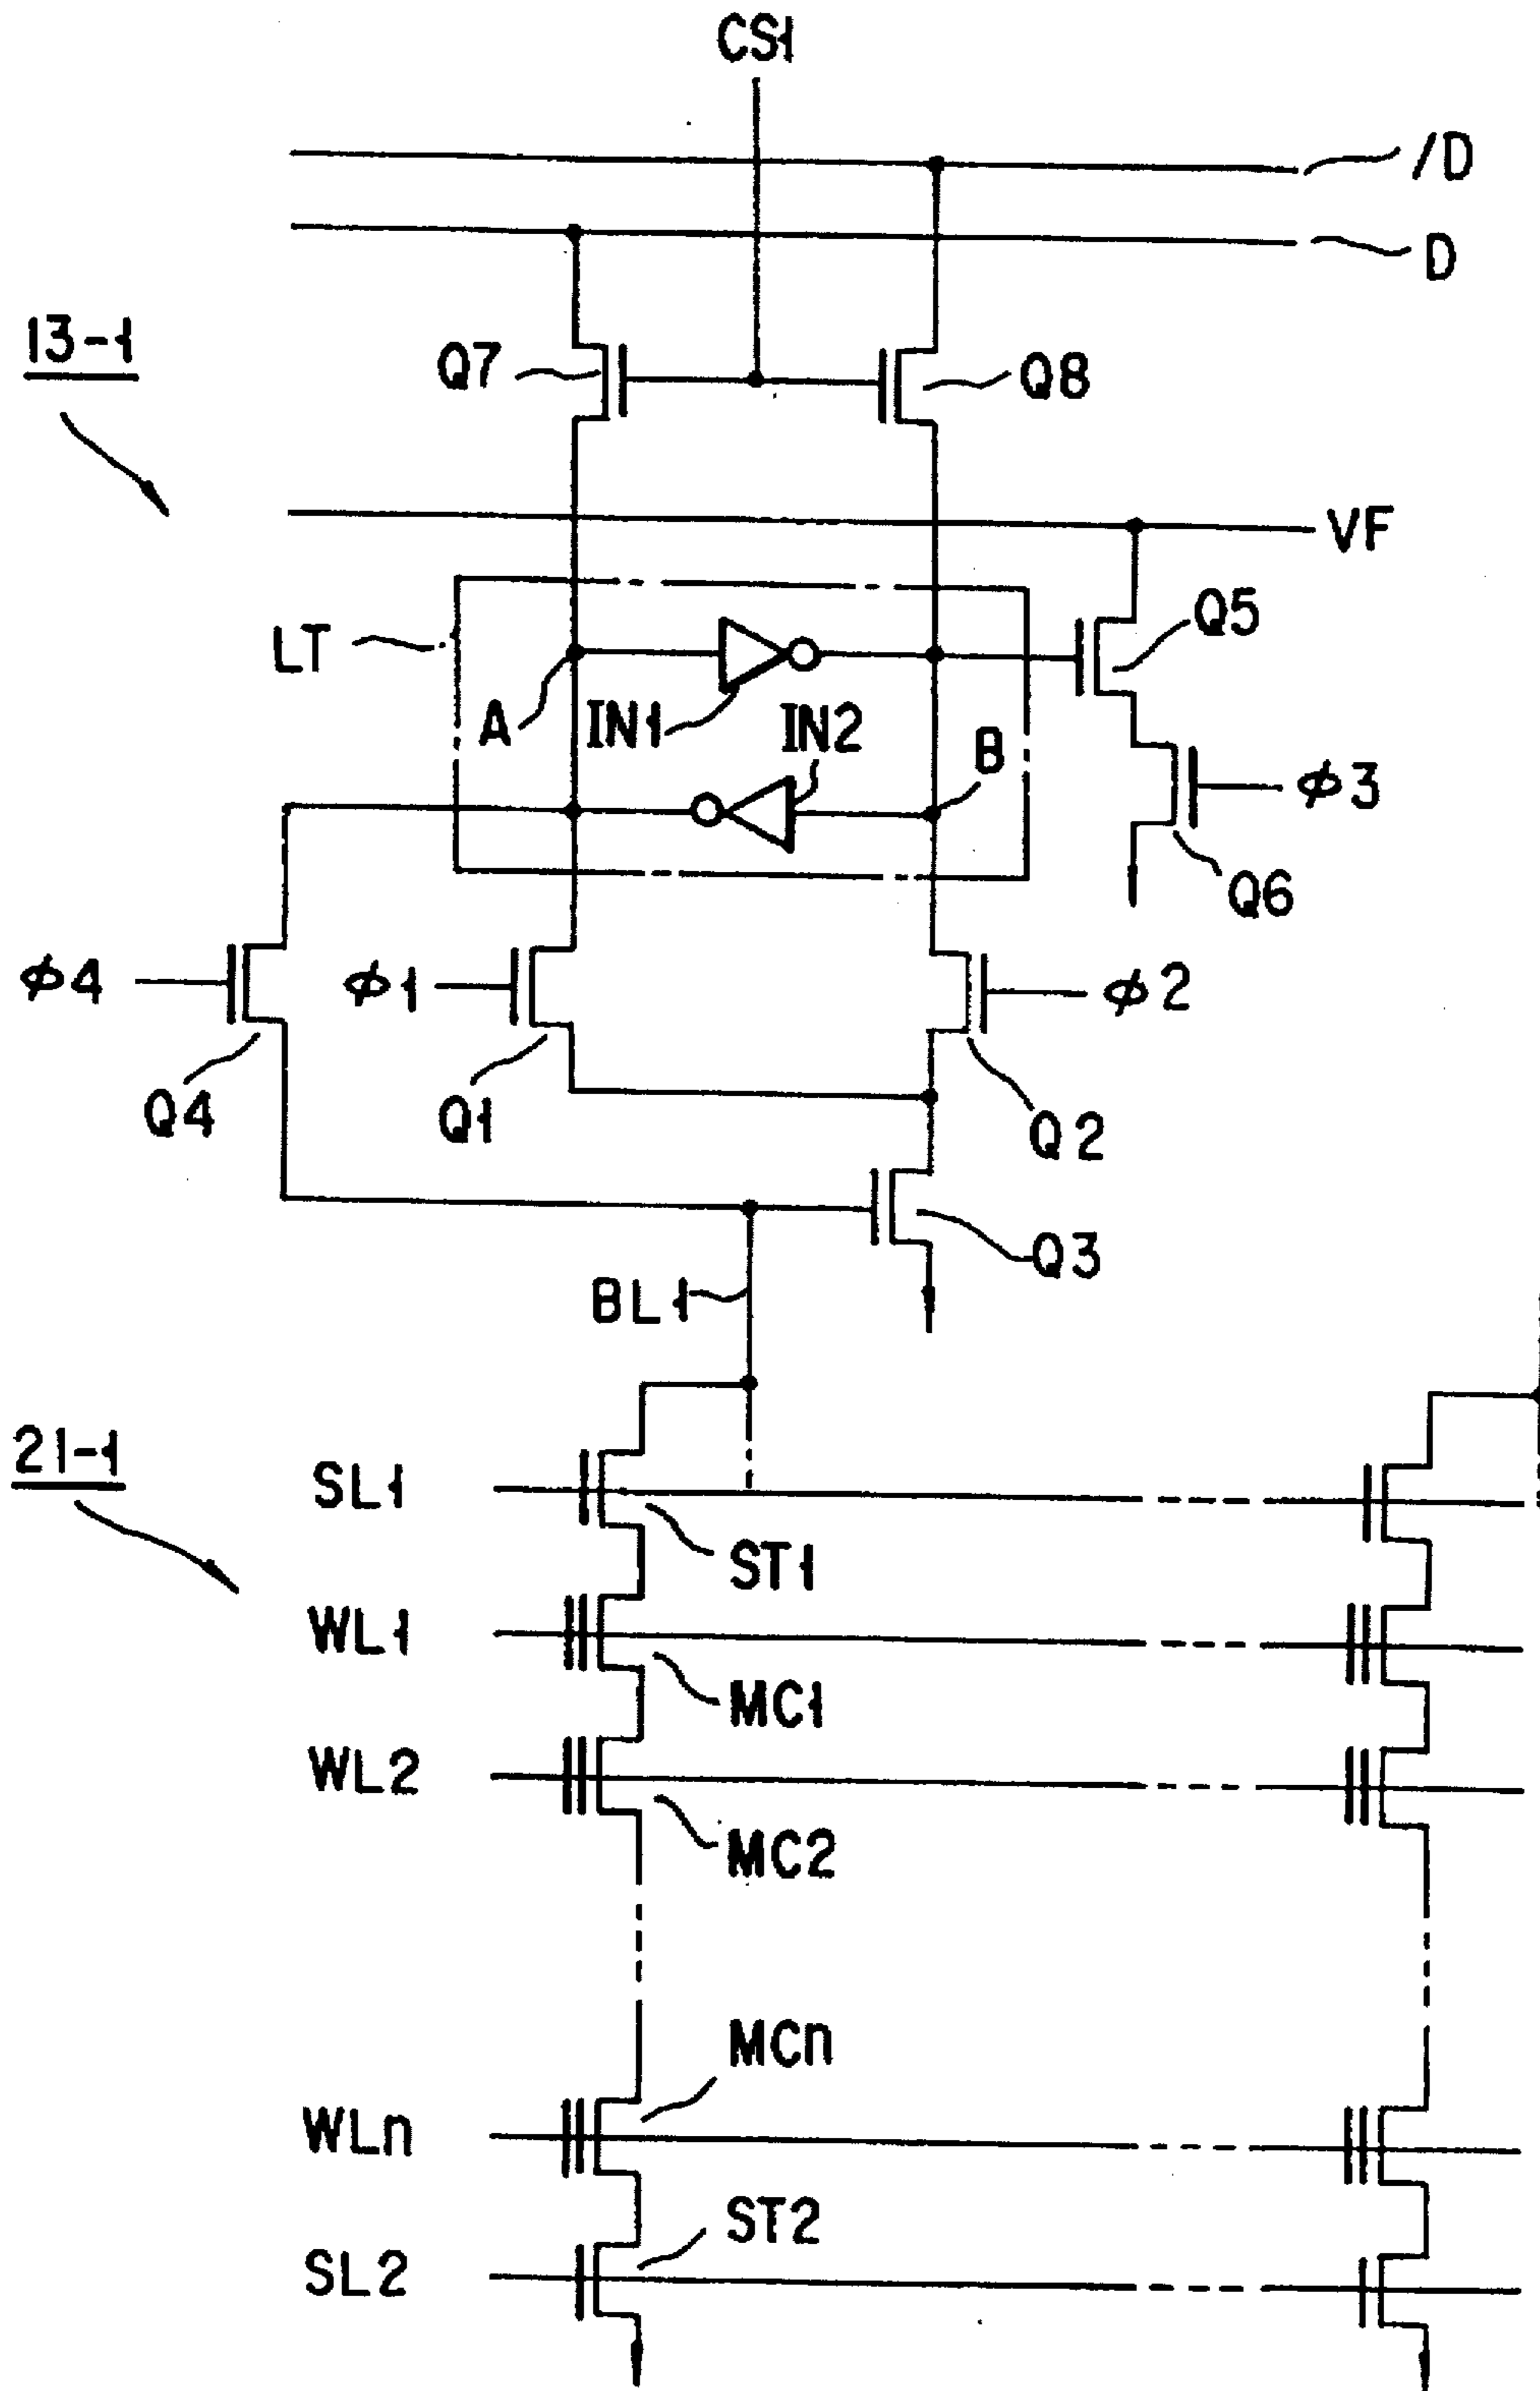 CS1
/D
D
13-1
Q7
Q8
VF
Q5
LT
A
IN1
IN2
B
φ3
Q6
φ4
φ1
φ2
Q4
Q1
Q2
Q3
BL1
21-1
SL1
ST1
WL1
MC1
WL2
MC2
MCn
WLn
ST2
SL2